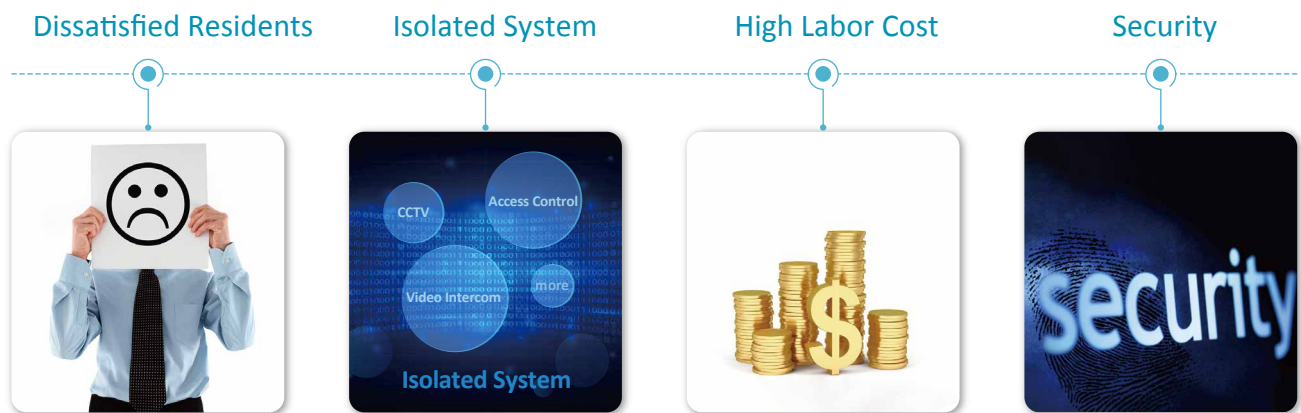 Dissatisfied Residents
Isolated System
High Labor Cost
Security
CCTV
Access Control
Video Intercom
more
Isolated System
$
security